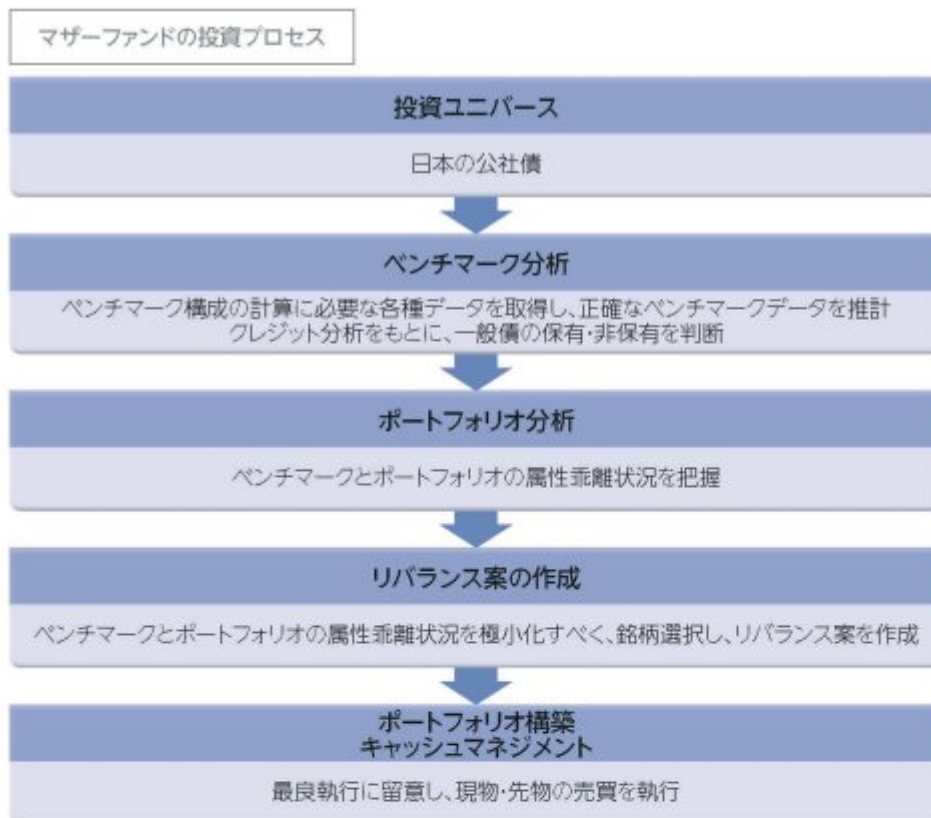 マザーファンドの投資プロセス
投資ユニバース
日本の公社債
ベンチマーク分析
ベンチマーク構成の計算に必要な各種データを取得し、正確なベンチマークデータを推計
クレジット分析をもとに、一般債の保有・非保有を判断
ポートフォリオ分析
ベンチマークとポートフォリオの属性乖離状況を把握
リバランス案の作成
ベンチマークとポートフォリオの属性乖離状況を極小化すべく、銘柄選択し、リバランス案を作成
ポートフォリオ構築
キャッシュマネジメント
最良執行に留意し、現物・先物の売買を執行